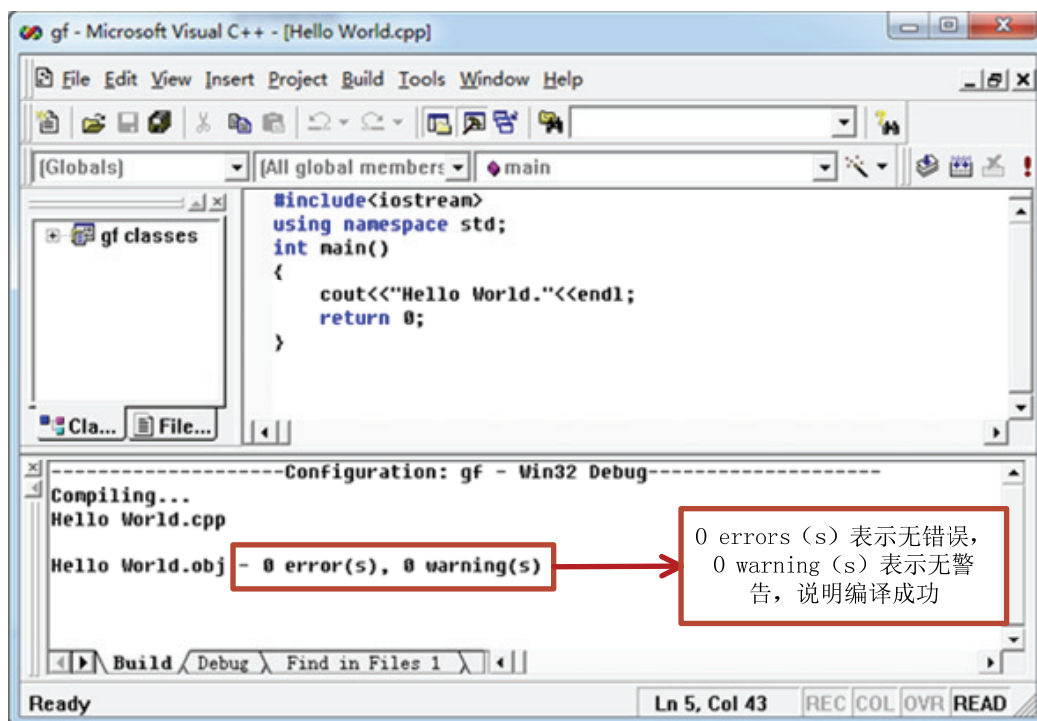 gf - Microsoft Visual C++ - [Hello World.cpp]
File Edit View Insert Project Build Tools Window Help
(Globals) (All global members main
gf classes
#include<iostream>
using namespace std;
int main()
{
cout<<"Hello World."<<endl;
return 0;
}
Cla... File...
--------------------Configuration: gf - Win32 Debug--------------------
Compiling...
Hello World.cpp
Hello World.obj - 0 error(s), 0 warning(s)
0 errors（s）表示无错误，
0 warning（s）表示无警
告，说明编译成功
Build Debug Find in Files 1
Ready Ln 5, Col 43 REC COL OVR READ